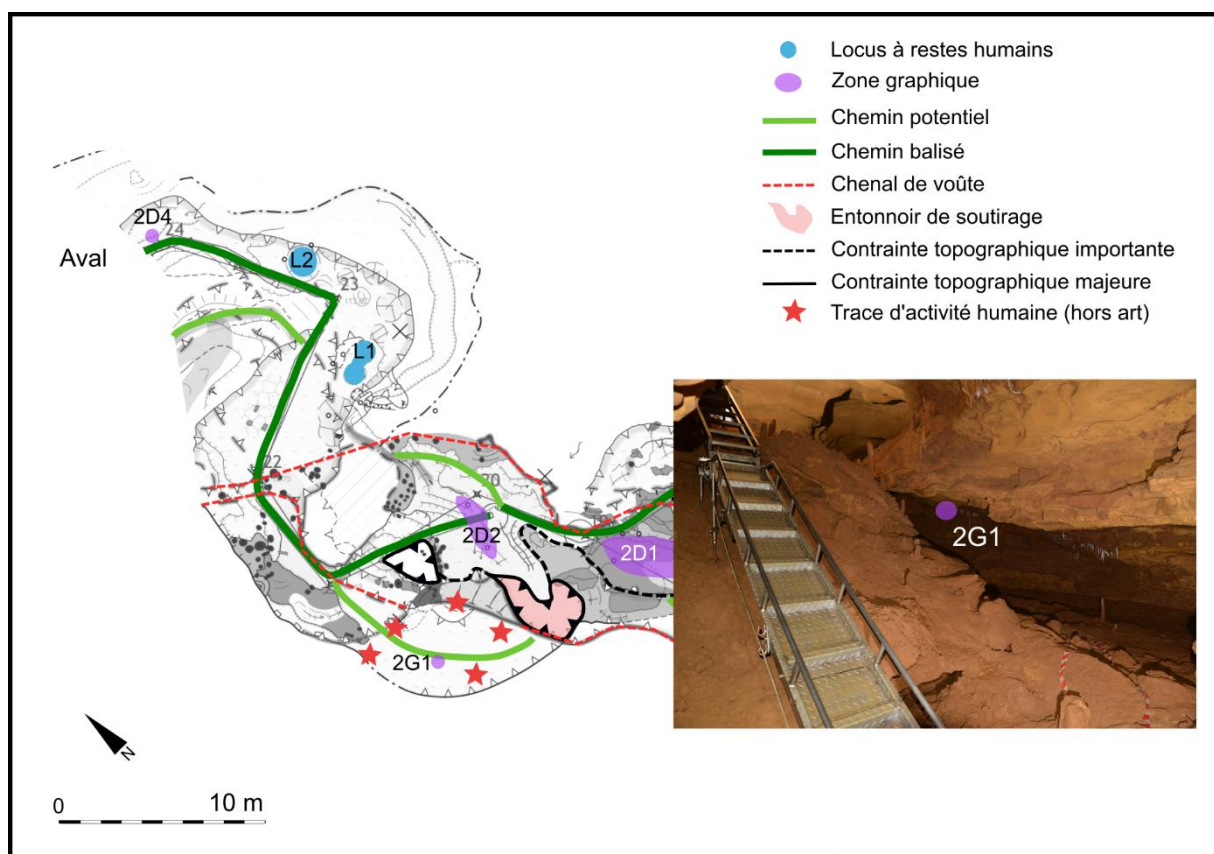 Locus à restes humains
Zone graphique
Chemin potentiel
Chemin balisé
Chenal de voûte
Entonnoir de soutirage
Contrainte topographique importante
Contrainte topographique majeure
Trace d'activité humaine (hors art)
2D4
24
Aval
L2
23
L1
22
20
2D2
2D1
2G1
2G1
N
0 10 m